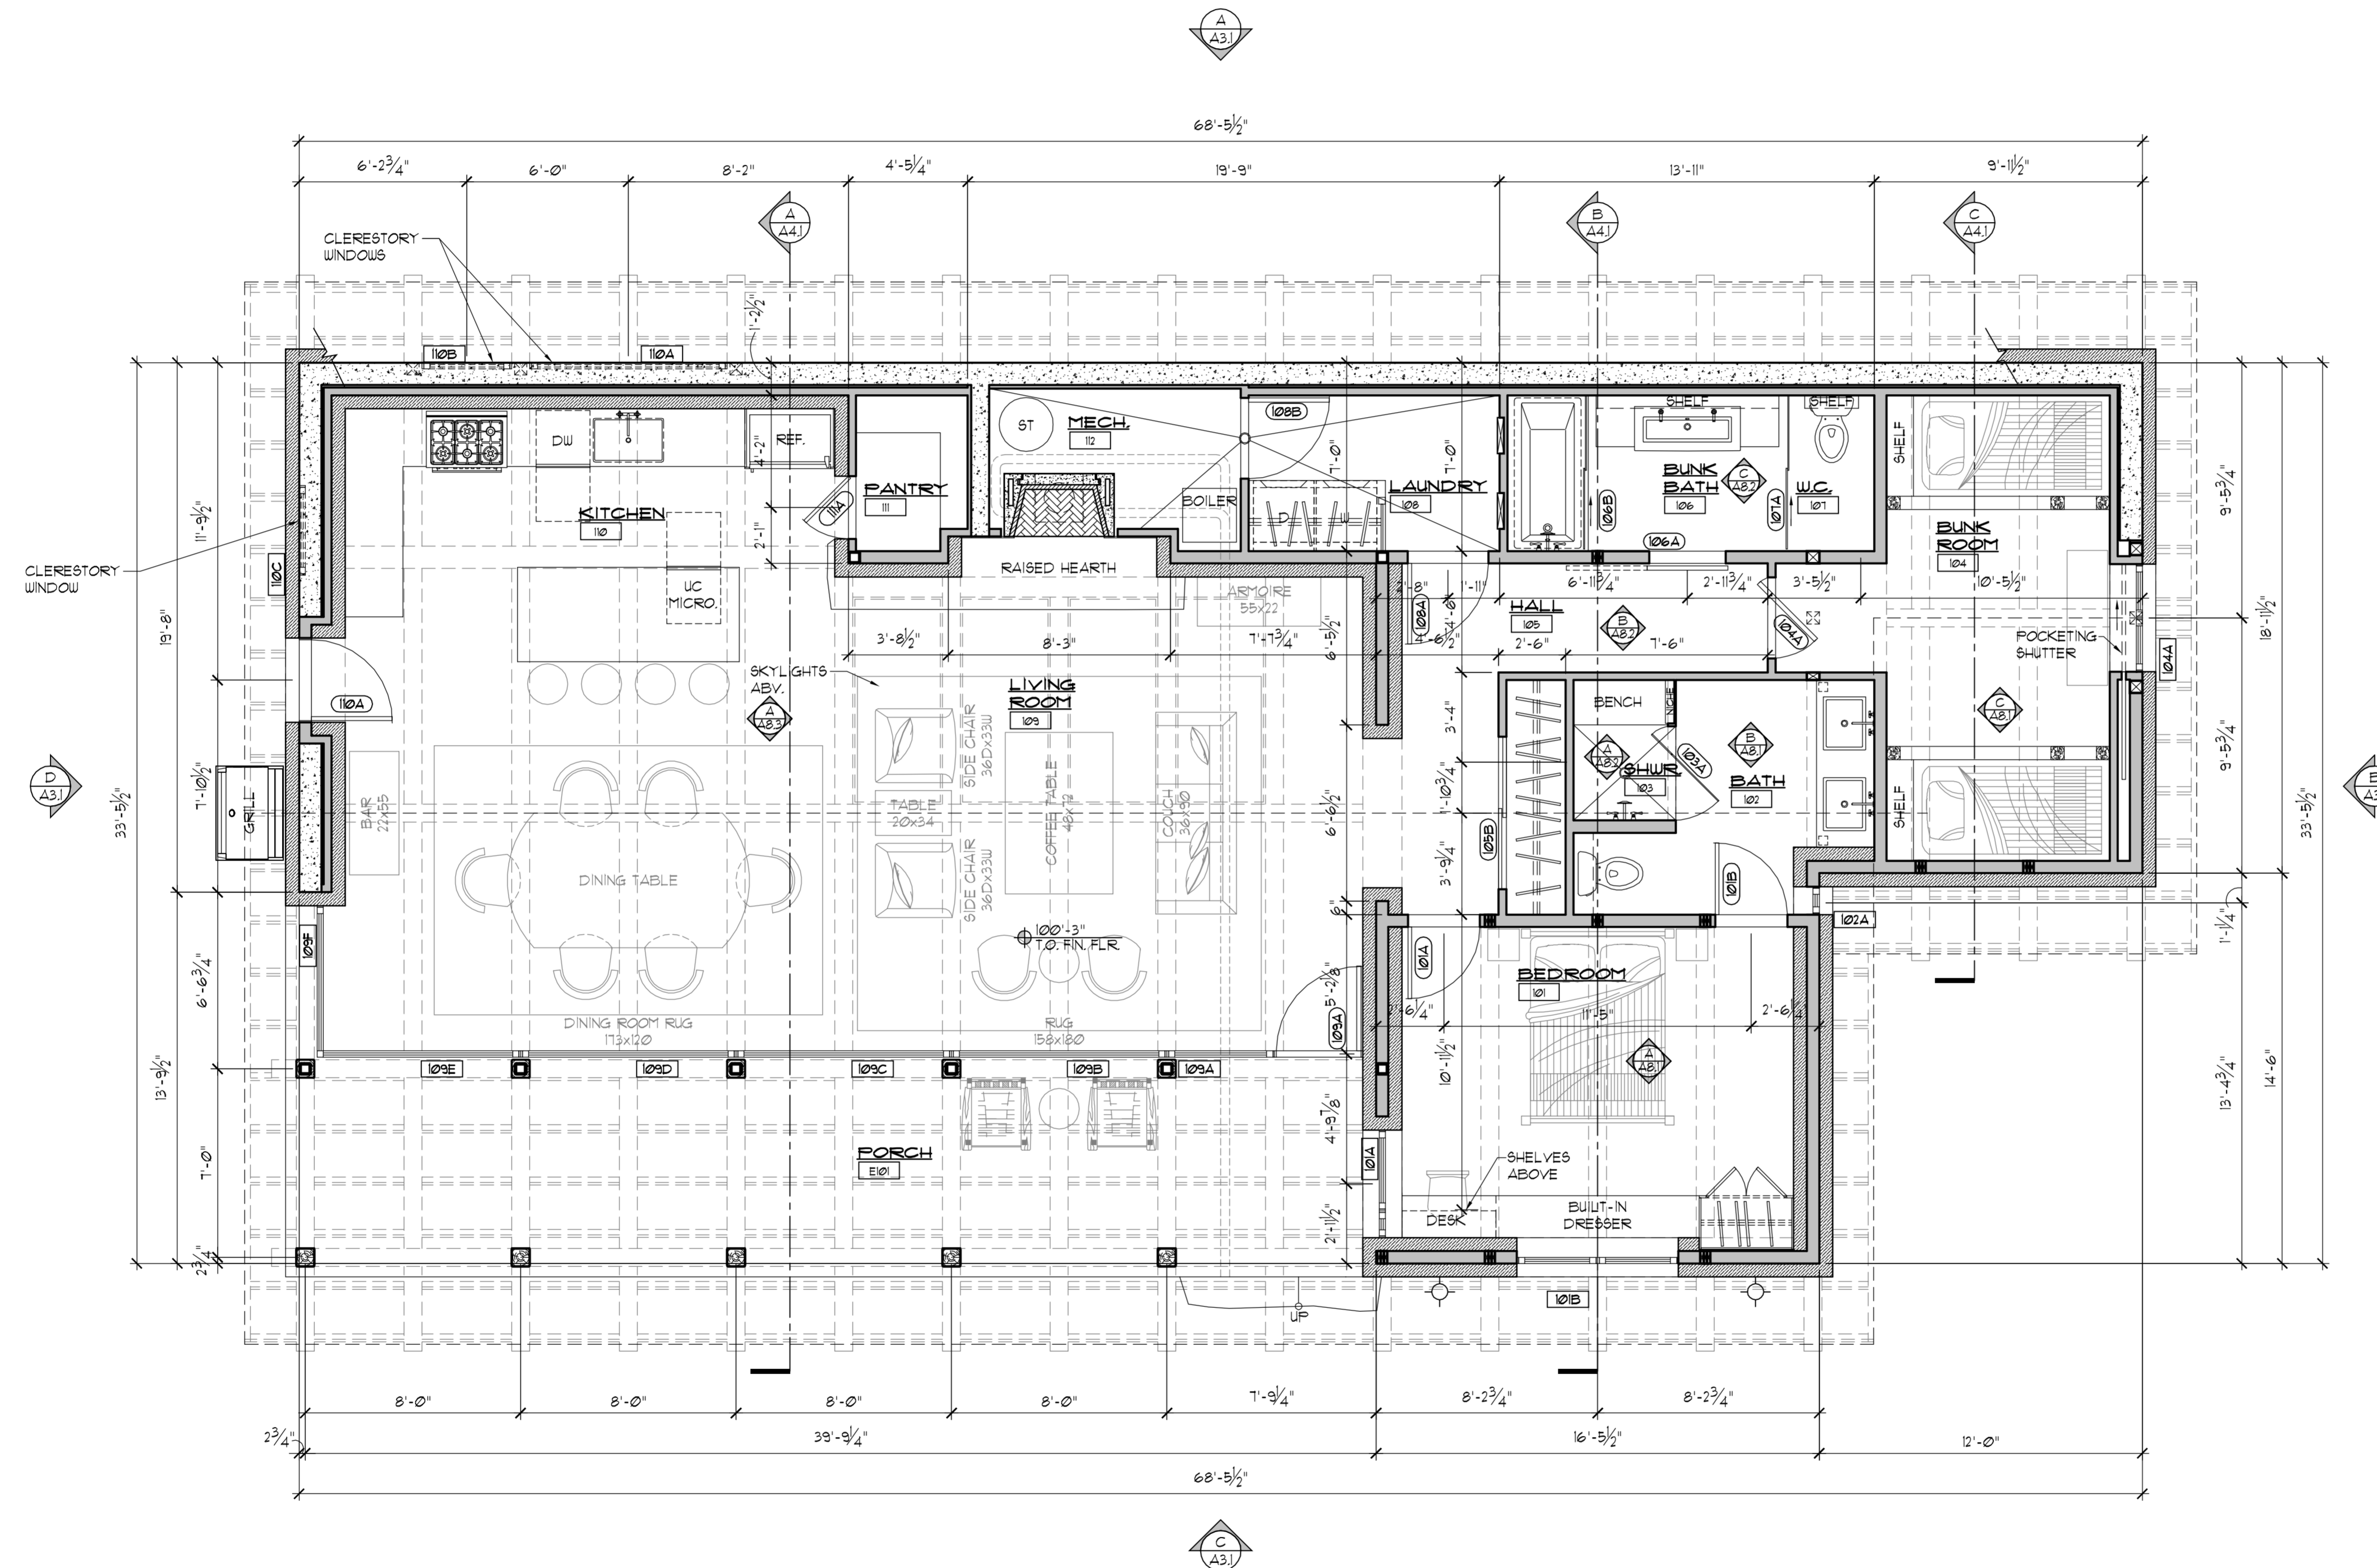 A
A3.1
68'-5½"
6'-2¾"
6'-0"
8'-2"
4'-5¼"
19'-9"
13'-11"
9'-11½"
A
A4.1
B
A4.1
C
A4.1
CLERESTORY
WINDOWS
1'-2½"
110B
110A
108B
SHELF
SHELF
ST
MECH.
112
DW
REF.
4'-2"
7'-0"
7'-0"
SHELF
PANTRY
111
111A
BOILER
D
W
LAUNDRY
108
BUNK
BATH
106
C
A8.2
W.C.
107
106B
107A
106A
KITCHEN
110
2'-1"
BUNK
ROOM
104
9'-5¾"
11'-9½"
CLERESTORY
WINDOW
110C
UC
MICRO.
RAISED HEARTH
ARMOIRE
55x22
2'-8"
1'-11"
6'-11¾"
2'-11¾"
3'-5½"
10'-5½"
108A
HALL
105
B
A8.2
104A
4'-6"
4'-6½"
2'-6"
7'-6"
POCKETING
SHUTTER
104A
18'-11½"
19'-8"
3'-8½"
8'-3"
7'-7¾"
6'-5½"
SKYLIGHTS
ABV.
LIVING
ROOM
109
A
A8.3
110A
BENCH
NICHE
3'-4"
A
A8.2
SHWR.
103
103A
B
A8.1
BATH
102
C
A8.1
9'-5¾"
D
A3.1
33'-5½"
7'-10½"
GRILL
BAR
22x55
SIDE CHAIR
36Dx33W
TABLE
20x34
COFFEE TABLE
48x72
COUCH
36x90
SIDE CHAIR
36Dx33W
6'-6½"
1'-10¾"
3'-9¼"
105B
SHELF
33'-5½"
DINING TABLE
101B
6"
102A
1'-1¼"
109F
100'-3"
T.O. FIN. FLR.
6'-6¾"
5'-2⅛"
109A
101A
BEDROOM
101
2'-6¼"
11'-5"
2'-6¼"
DINING ROOM RUG
173x120
RUG
158x180
109E
109D
109C
109B
109A
10'-11½"
A
A8.1
13'-9½"
13'-4¾"
14'-6"
4'-9⅞"
7'-0"
PORCH
E101
101A
SHELVES
ABOVE
DESK
BUILT-IN
DRESSER
2'-11½"
2¾"
101B
UP
8'-0"
8'-0"
8'-0"
8'-0"
7'-9¼"
8'-2¾"
8'-2¾"
2¾"
39'-9¼"
16'-5½"
12'-0"
68'-5½"
C
A3.1